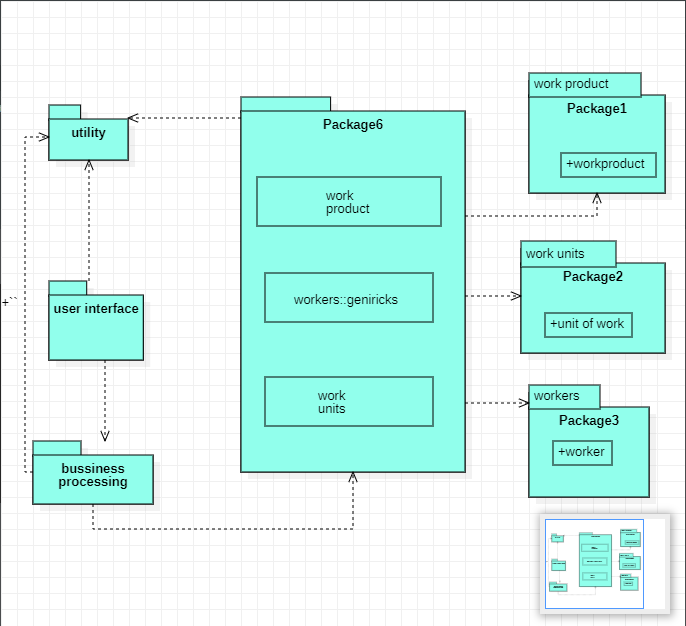 work product
Package1
+workproduct
utility
Package6
work
product
work units
Package2
+unit of work
workers::geniricks
user interface
+``
work
units
workers
Package3
+worker
bussiness
processing